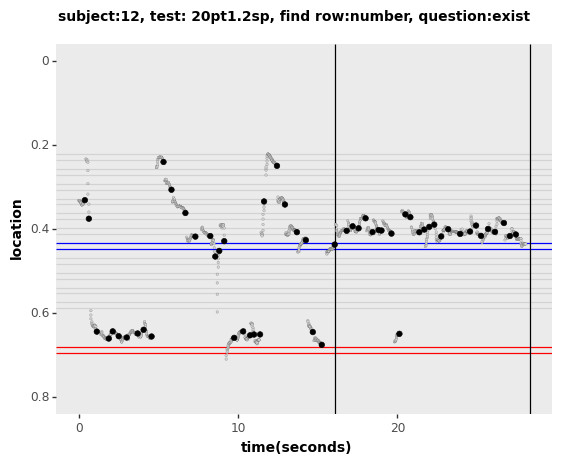 subject:12, test: 20pt1.2sp, find row:number, question:exist
0
0.2
0.4
0.6
0.8
location
0
10
20
time(seconds)